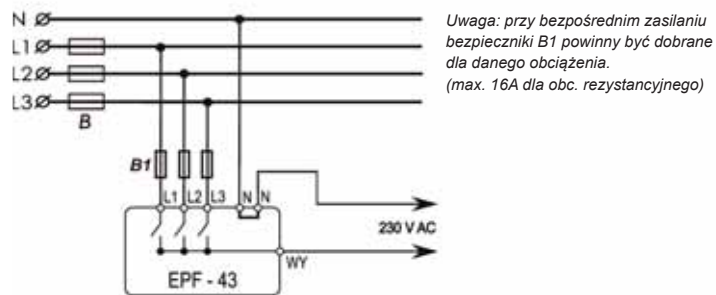 N
L1
L2
L3
B
B1
L1 L2 L3 N N
230 V AC
WY
EPF - 43
Uwaga: przy bezpośrednim zasilaniu
bezpieczniki B1 powinny być dobrane
dla danego obciążenia.
(max. 16A dla obc. rezystancyjnego)